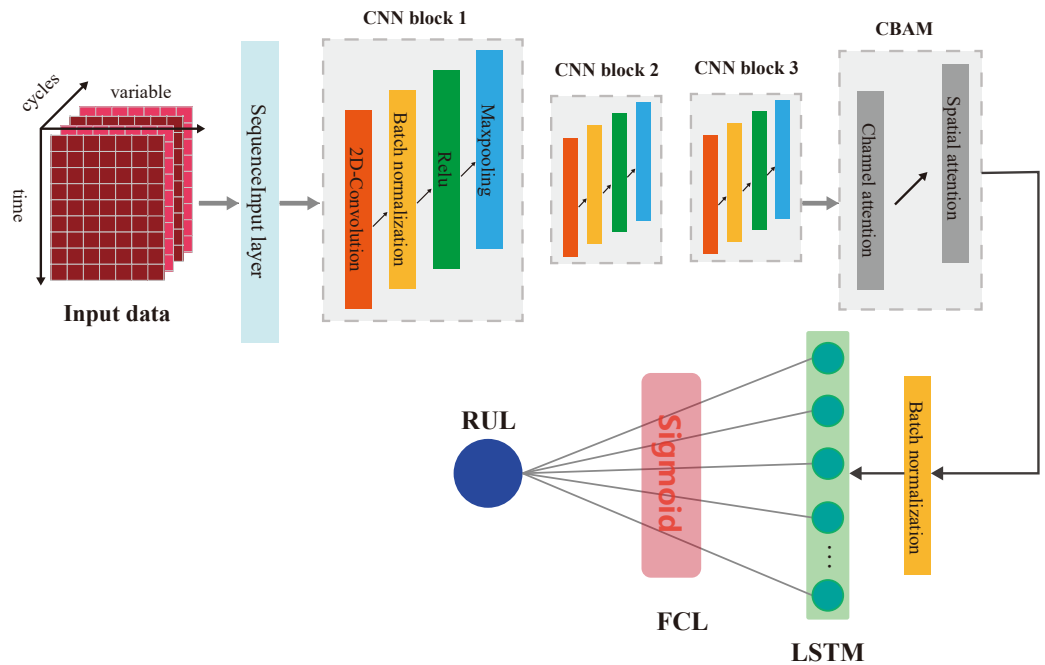 CNN block 1
CBAM
CNN block 2
CNN block 3
cycles
variable
time
Input data
SequenceInput layer
2D-Convolution
Batch normalization
Relu
Maxpooling
Channel attention
Spatial attention
RUL
Sigmoid
FCL
....
LSTM
Batch normalization